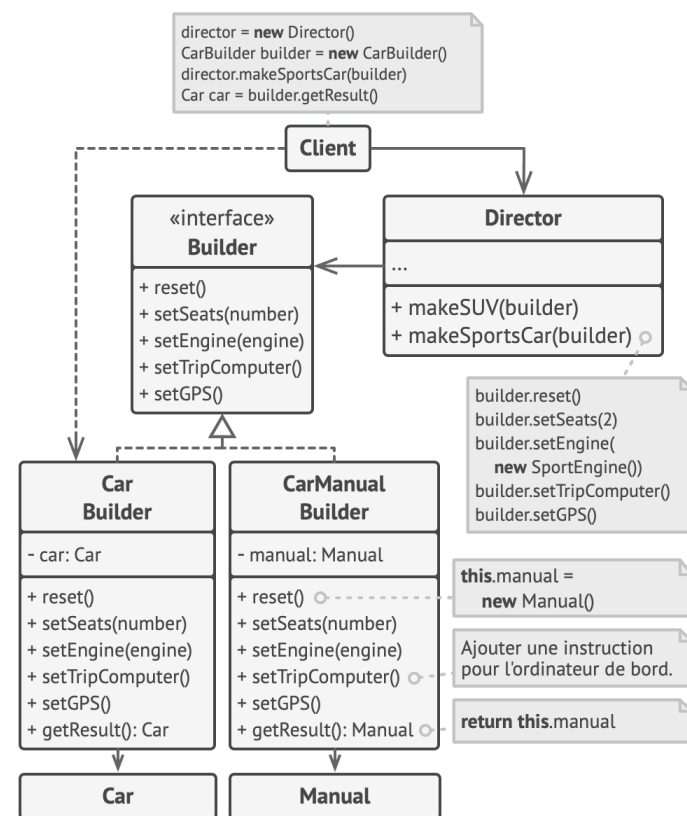 director = new Director()
CarBuilder builder = new CarBuilder()
director.makeSportsCar(builder)
Car car = builder.getResult()
Client
«interface»
Builder
+ reset()
+ setSeats(number)
+ setEngine(engine)
+ setTripComputer()
+ setGPS()
Director
...
+ makeSUV(builder)
+ makeSportsCar(builder)
builder.reset()
builder.setSeats(2)
builder.setEngine(
new SportEngine())
builder.setTripComputer()
builder.setGPS()
Car
Builder
- car: Car
+ reset()
+ setSeats(number)
+ setEngine(engine)
+ setTripComputer()
+ setGPS()
+ getResult(): Car
CarManual
Builder
- manual: Manual
+ reset()
+ setSeats(number)
+ setEngine(engine)
+ setTripComputer()
+ setGPS()
+ getResult(): Manual
this.manual =
new Manual()
Ajouter une instruction
pour l'ordinateur de bord.
return this.manual
Car
Manual